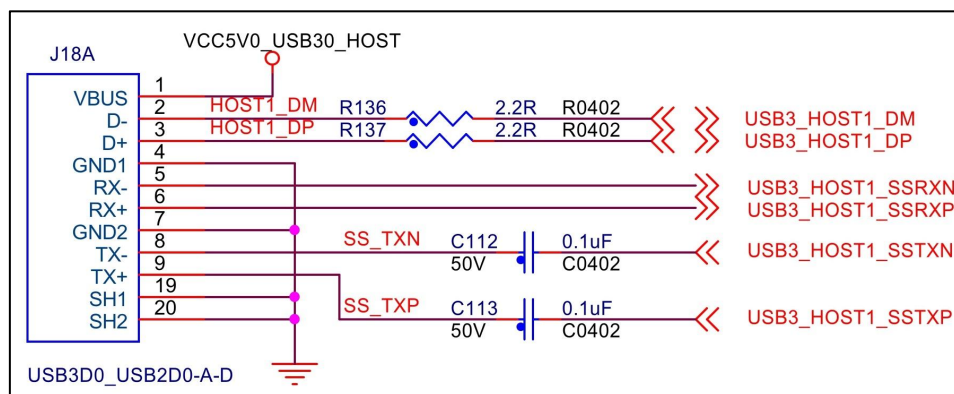 VCC5V0_USB30_HOST
J18A
1
VBUS
2
HOST1_DM
R136
2.2R
R0402
D-
USB3_HOST1_DM
3
HOST1_DP
R137
2.2R
R0402
D+
USB3_HOST1_DP
4
GND1
5
RX-
USB3_HOST1_SSRXN
6
RX+
USB3_HOST1_SSRXP
7
GND2
8
SS_TXN
C112
0.1uF
TX-
50V
C0402
USB3_HOST1_SSTXN
9
TX+
19
SH1
SS_TXP
C113
0.1uF
20
SH2
50V
C0402
USB3_HOST1_SSTXP
USB3D0_USB2D0-A-D